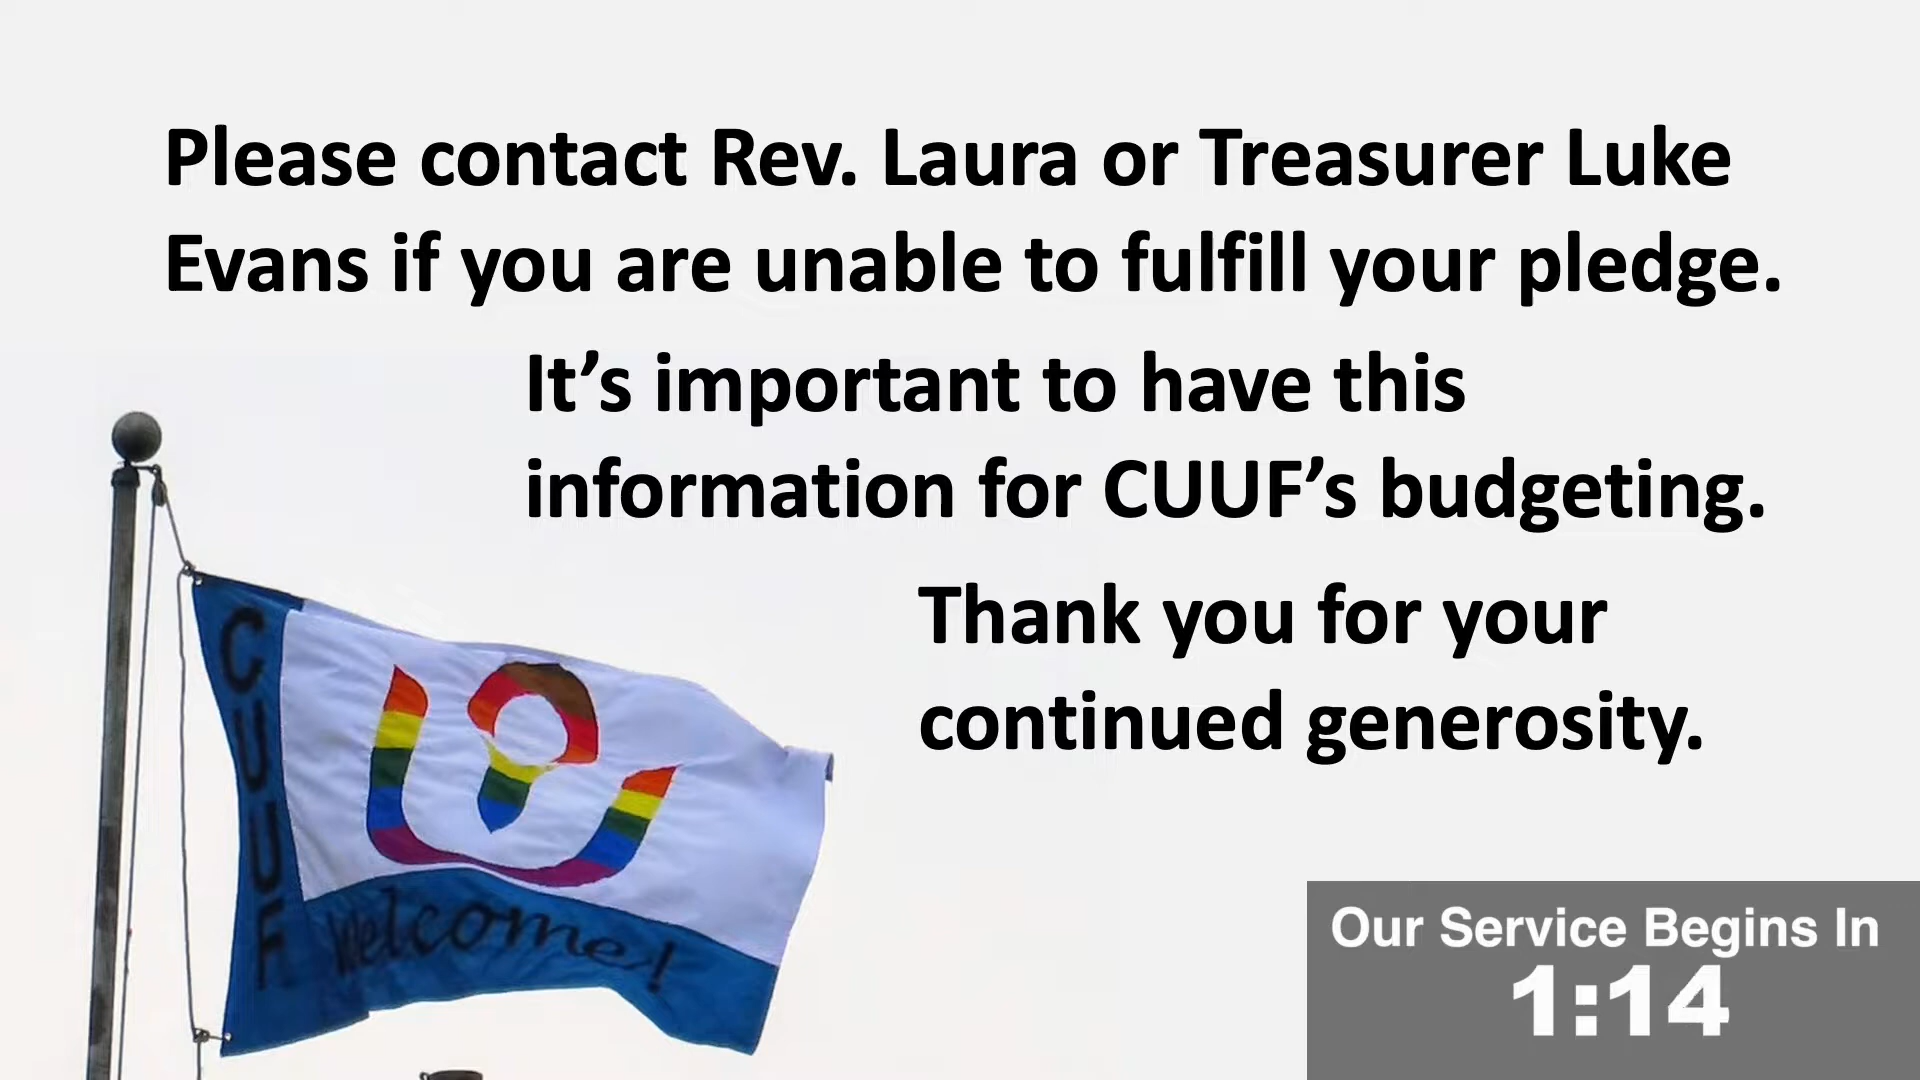 Please contact Rev. Laura or Treasurer Luke
Evans if you are unable to fulfill your pledge.
It’s important to have this
information for CUUF’s budgeting.
Thank you for your
continued generosity.
CUUF
Welcome!
Our Service Begins In
1:14